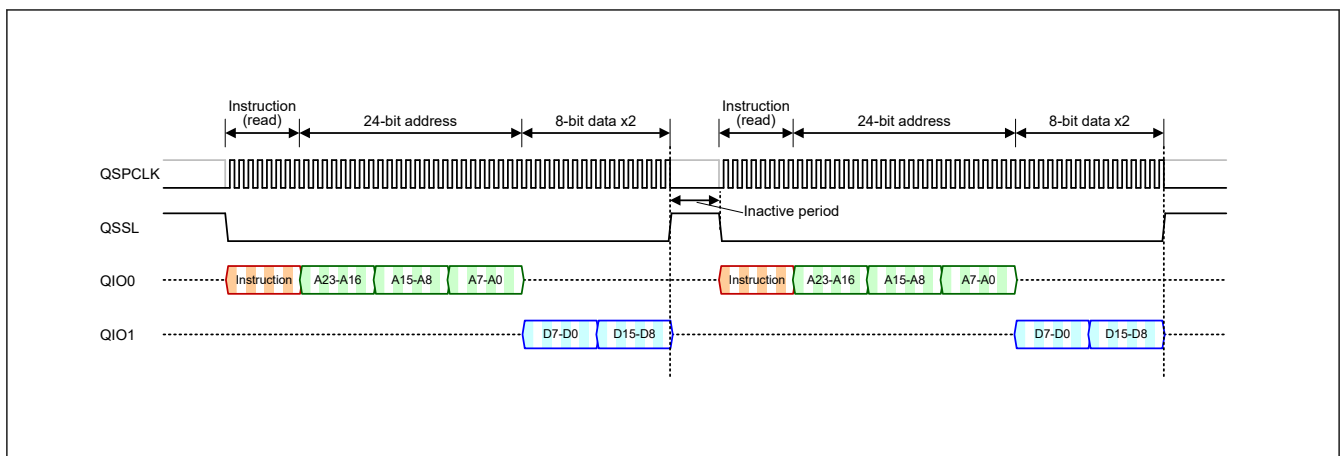 Instruction
(read)
24-bit address
8-bit data x2
Instruction
(read)
24-bit address
8-bit data x2
QSPCLK
Inactive period
QSSL
QIO0
Instruction
A23-A16
A15-A8
A7-A0
Instruction
A23-A16
A15-A8
A7-A0
QIO1
D7-D0
D15-D8
D7-D0
D15-D8